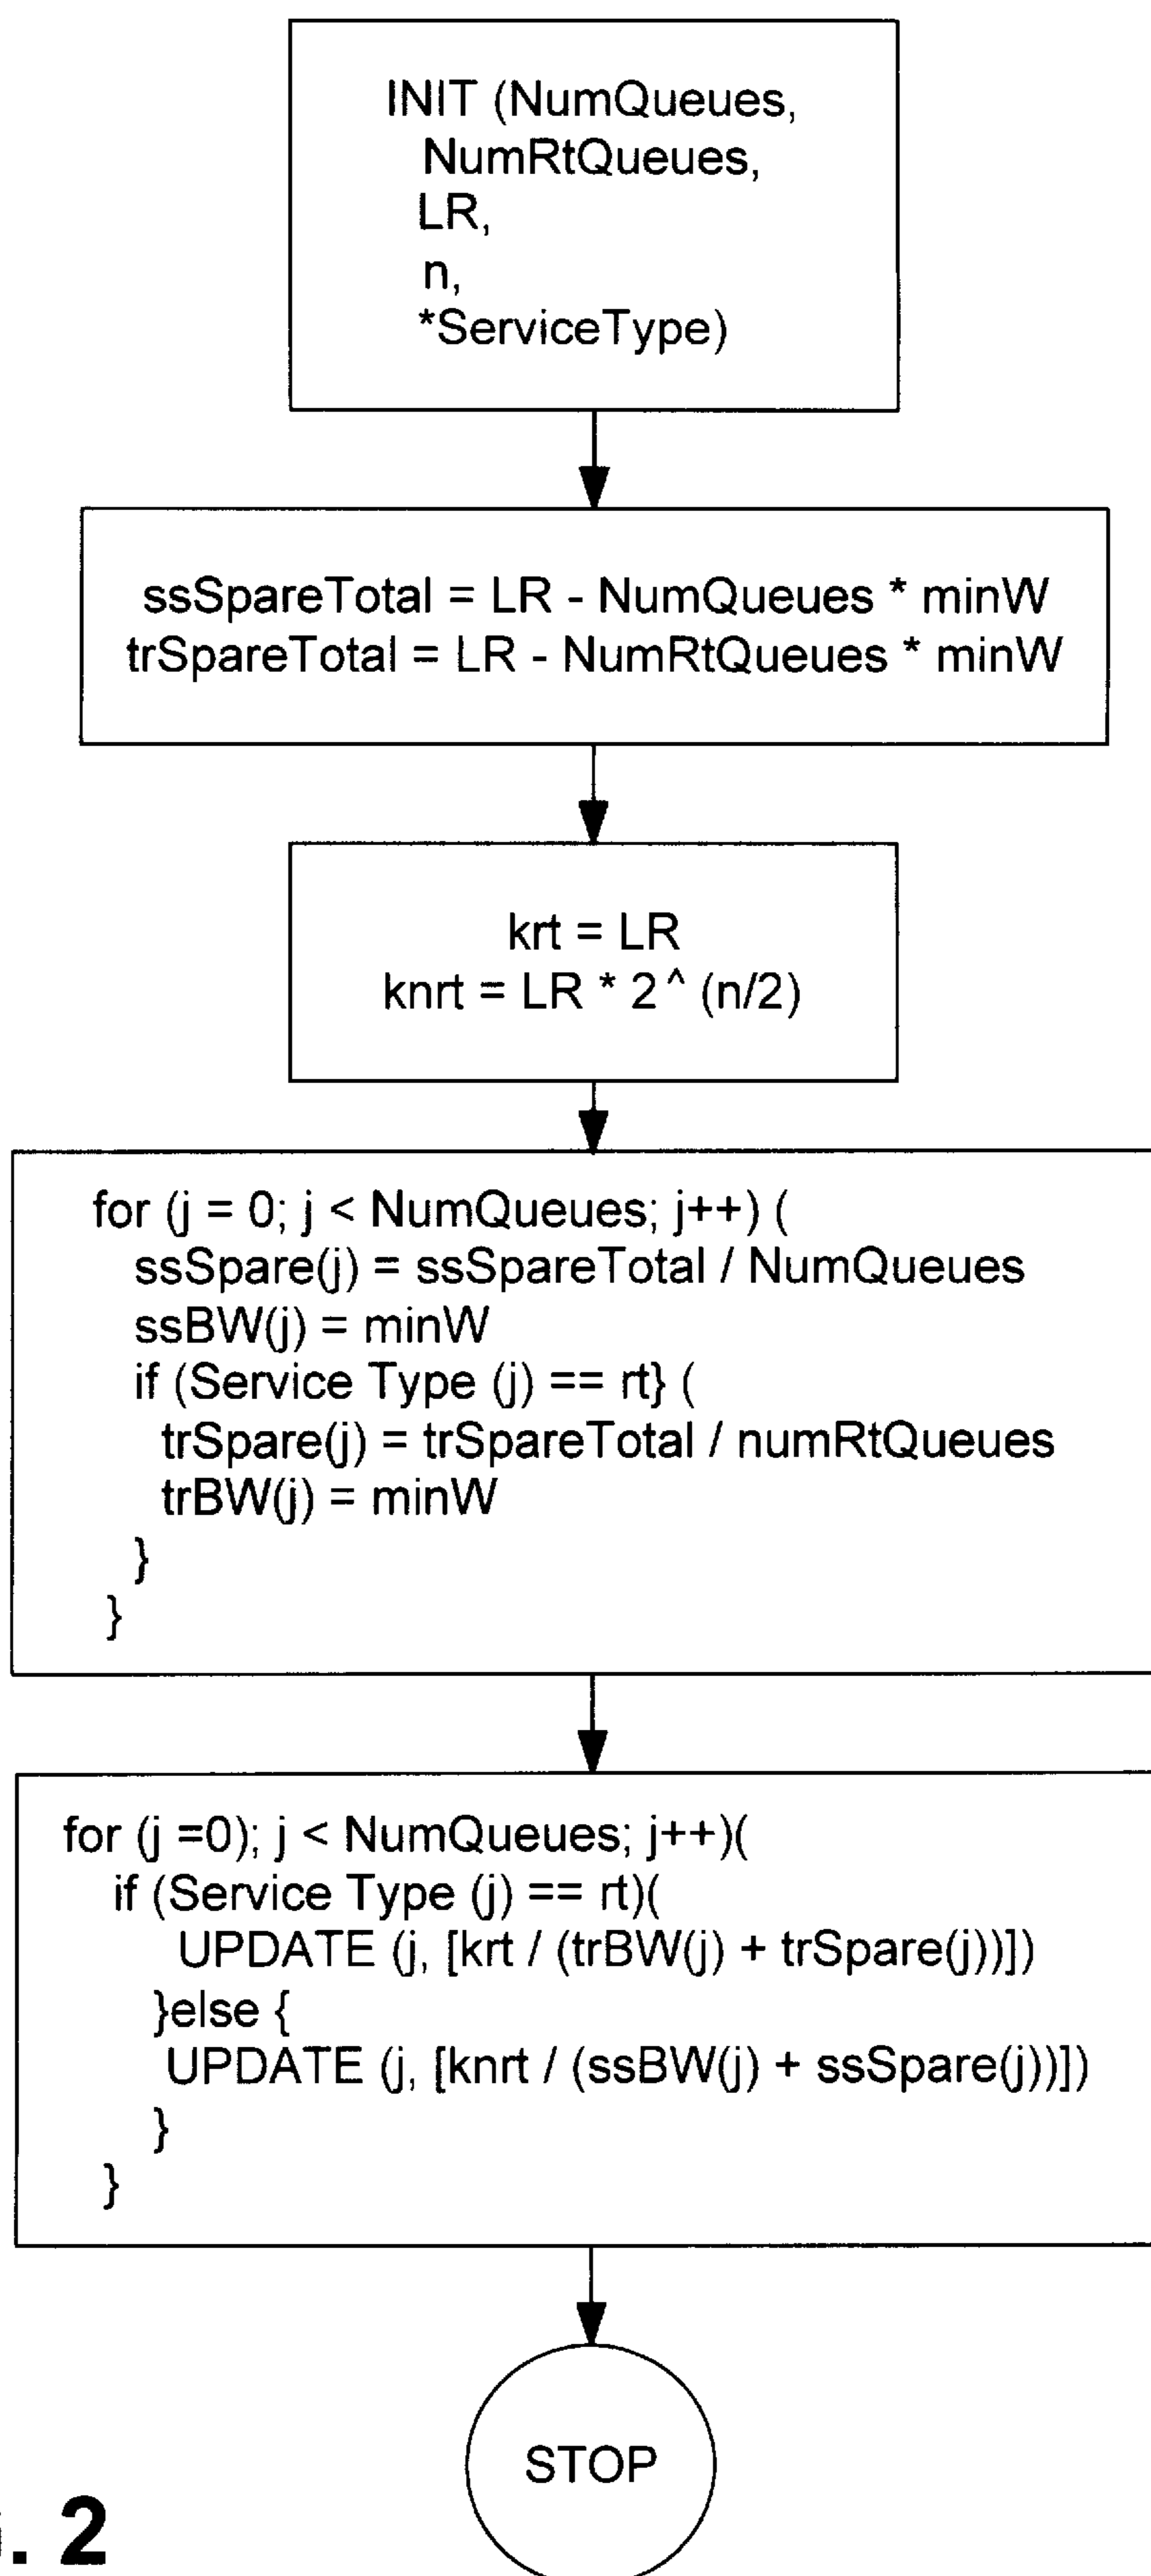 INIT (NumQueues,
NumRtQueues,
LR,
n,
*ServiceType)
ssSpareTotal = LR - NumQueues * minW
trSpareTotal = LR - NumRtQueues * minW
krt = LR
knrt = LR * 2 ^ (n/2)
for (j = 0; j < NumQueues; j++) (
ssSpare(j) = ssSpareTotal / NumQueues
ssBW(j) = minW
if (Service Type (j) == rt} (
trSpare(j) = trSpareTotal / numRtQueues
trBW(j) = minW
}
}
for (j =0); j < NumQueues; j++)(
if (Service Type (j) == rt)(
UPDATE (j, [krt / (trBW(j) + trSpare(j))])
}else {
UPDATE (j, [knrt / (ssBW(j) + ssSpare(j))])
}
}
STOP
. 2